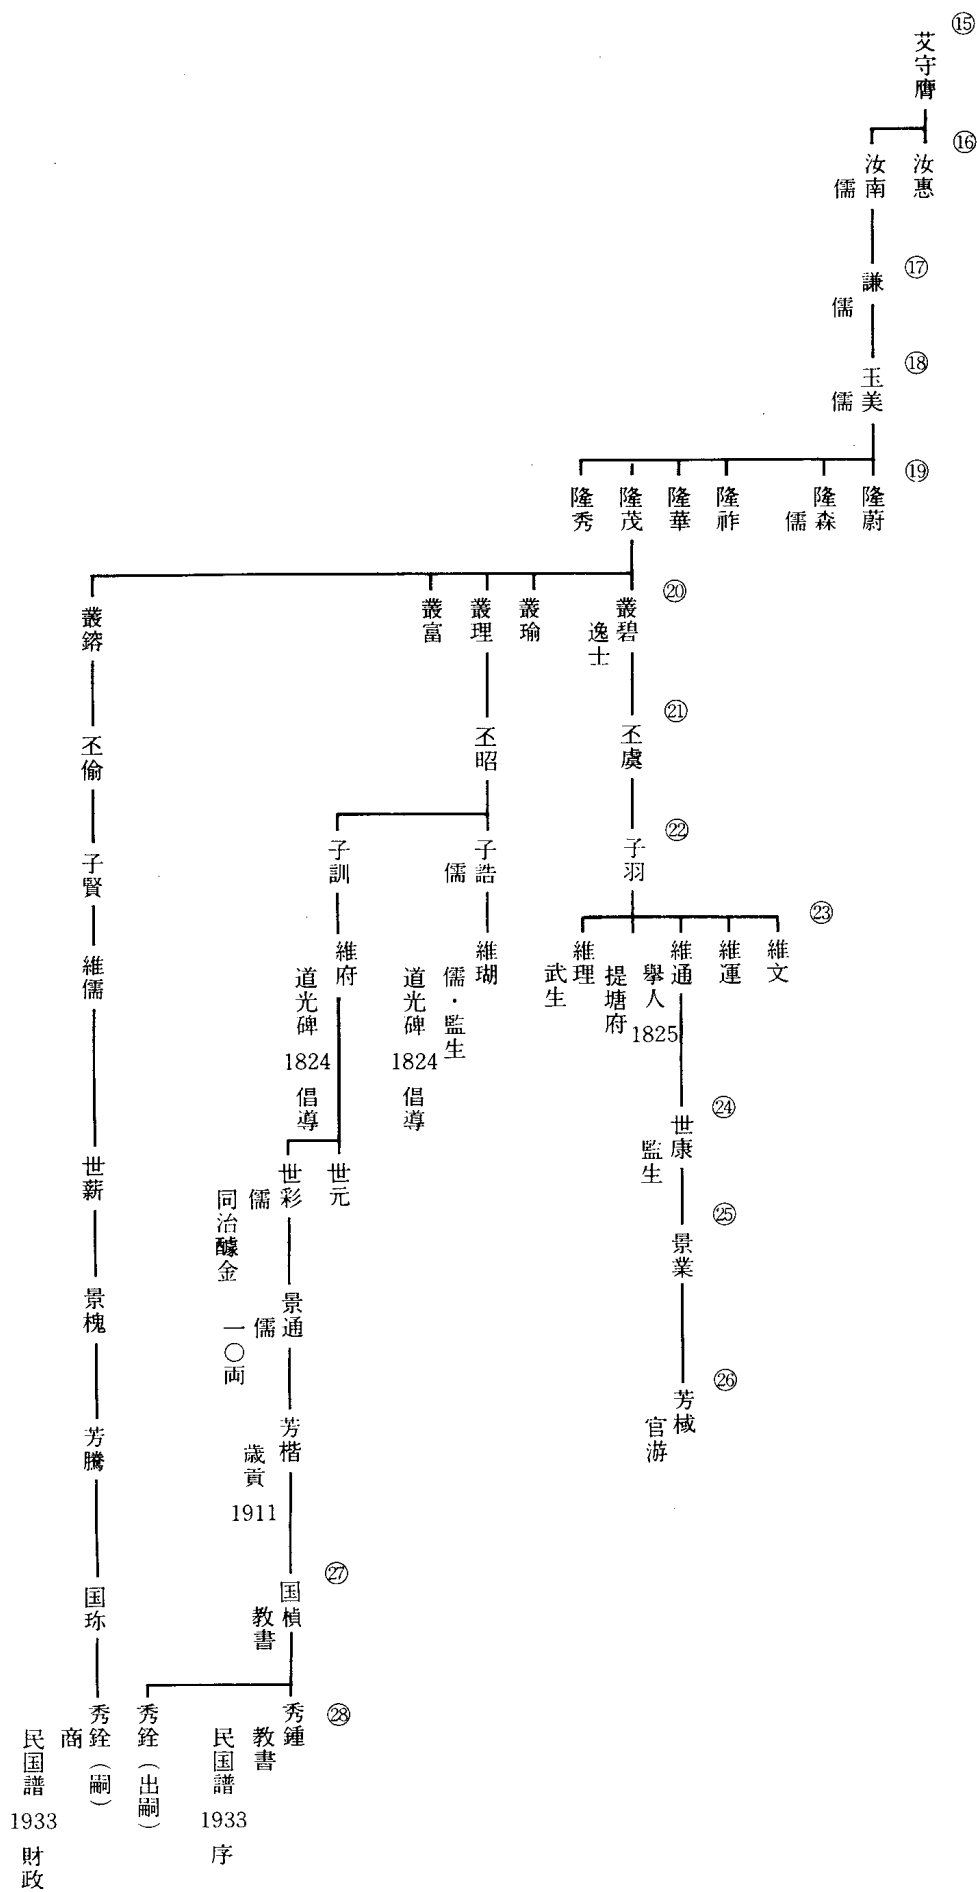 ⑮
艾守膺
⑯
汝惠
汝南
儒
⑰
謙
儒
⑱
玉美
儒
⑲
隆蔚
隆森
儒
隆祚
隆華
隆茂
隆秀
⑳
叢碧
逸士
叢瑜
叢理
叢富
叢鎔
㉑
丕虞
丕昭
丕偷
㉒
子羽
子誥
儒
子訓
子賢
㉓
維文
維運
維通
擧人 1825
提塘府
維理
武生
維瑚
儒・監生
道光碑 1824 倡導
維府
道光碑 1824 倡導
維儒
㉔
世康
監生
世元
世彩
儒
同治醵金 一〇両
世薪
㉕
景業
景通
儒
景槐
㉖
芳棫
官游
芳楷
歳貢 1911
芳騰
㉗
国楨
教書
国珎
㉘
秀鍾
教書
民国譜 1933 序
秀銓（出嗣）
秀銓（嗣）
商
民国譜 1933 財政